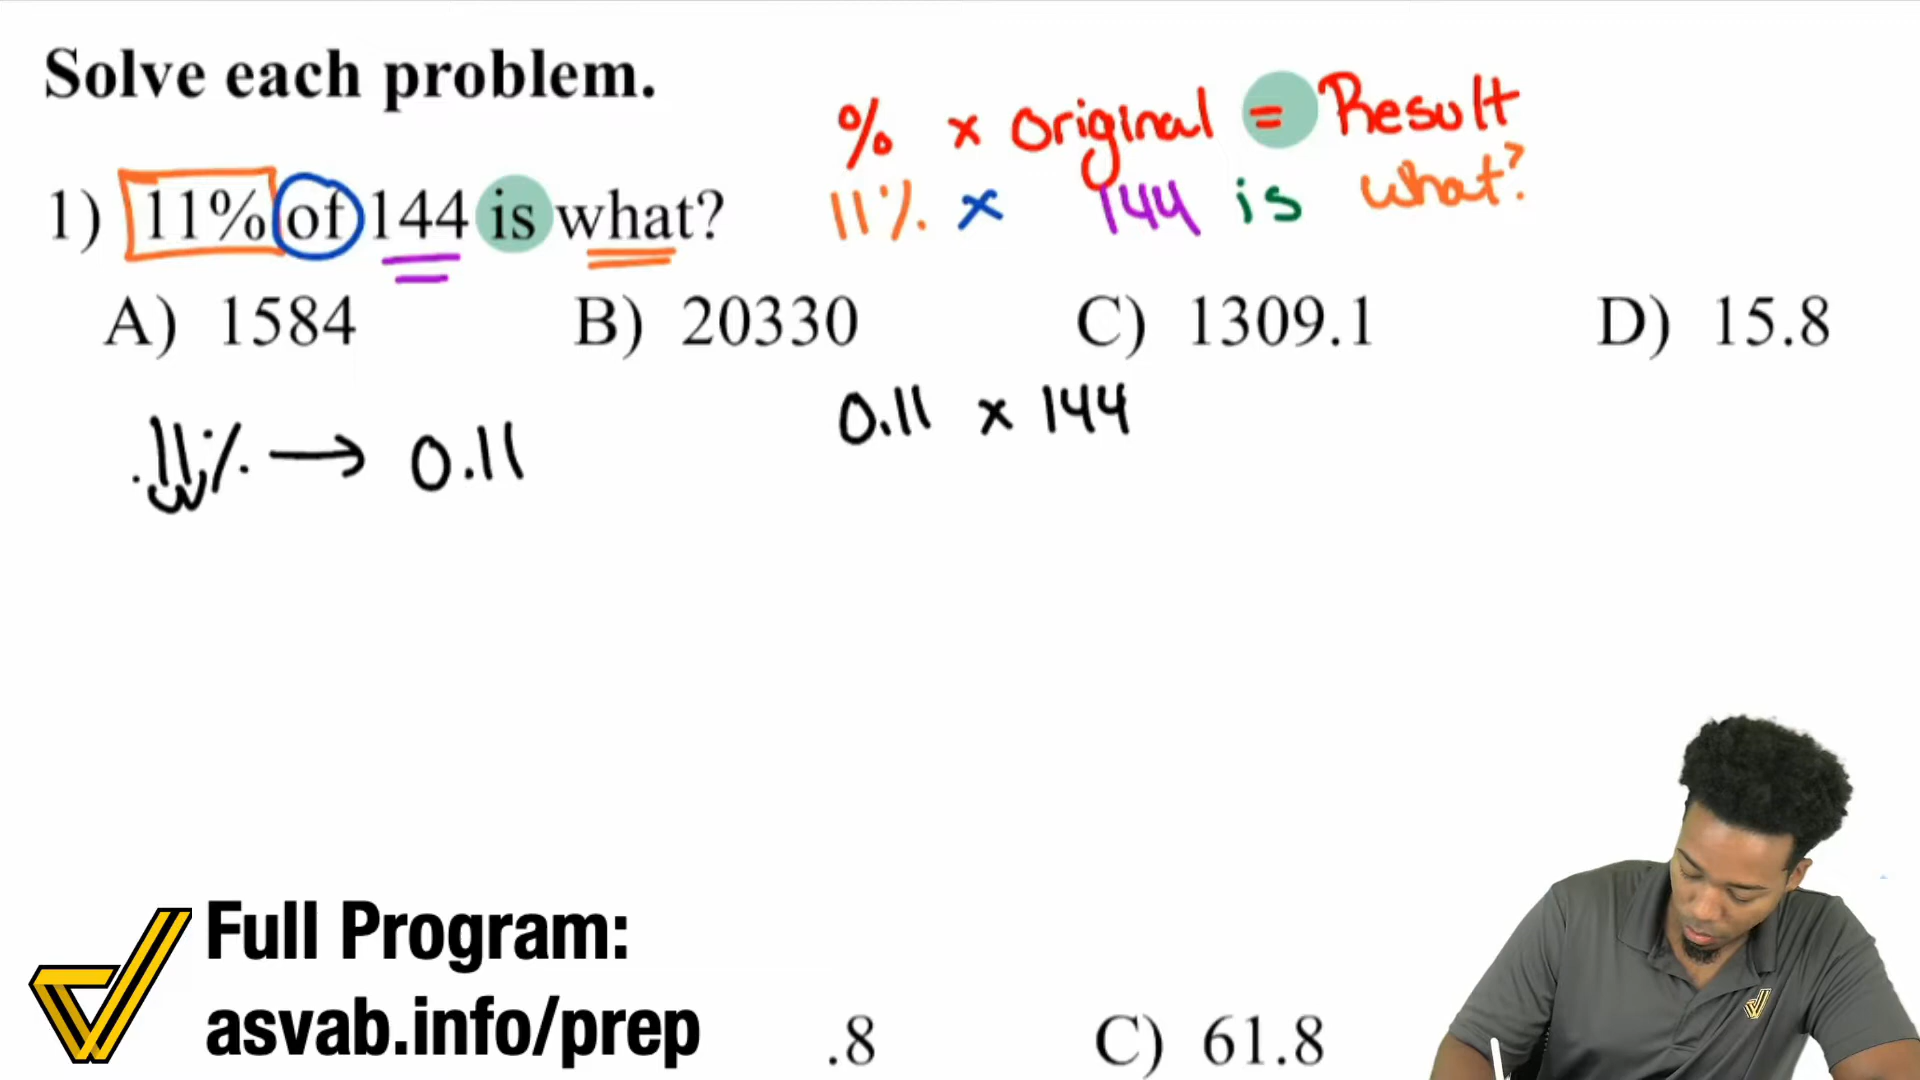 Solve each problem.
% x Original = Result
1) 11% of 144 is what?
11% x 144 is what?
A) 1584 B) 20330 C) 1309.1 D) 15.8
.11.% → 0.11
0.11 x 144
Full Program:
asvab.info/prep
.8 C) 61.8